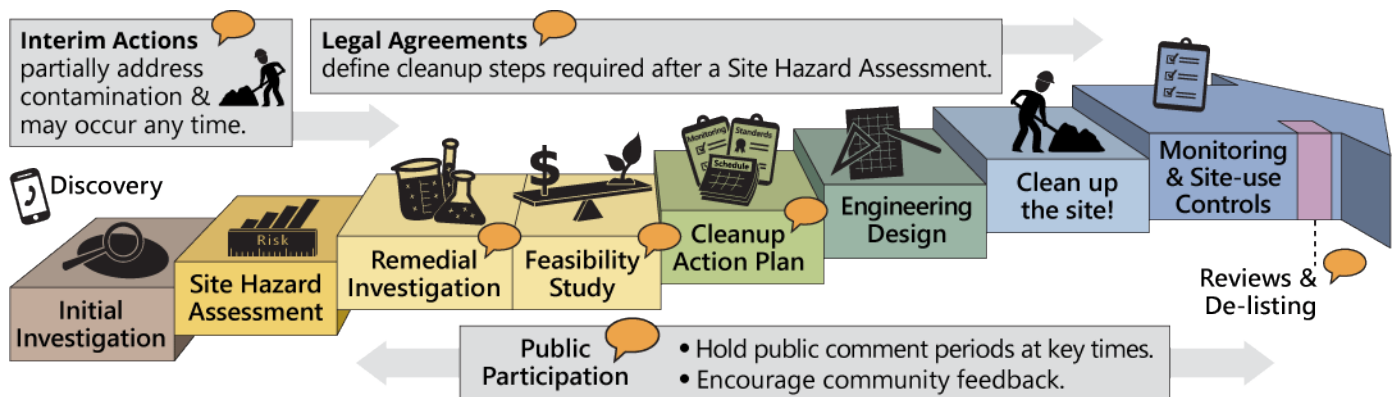 Interim Actions
partially address
contamination &
may occur any time.
Legal Agreements
define cleanup steps required after a Site Hazard Assessment.
Discovery
Initial
Investigation
Risk
Site Hazard
Assessment
Remedial
Investigation
$
Feasibility
Study
Monitoring
Standards
Schedule
Cleanup
Action Plan
Engineering
Design
Clean up
the site!
Monitoring
& Site-use
Controls
Reviews &
De-listing
Public
Participation
• Hold public comment periods at key times.
• Encourage community feedback.